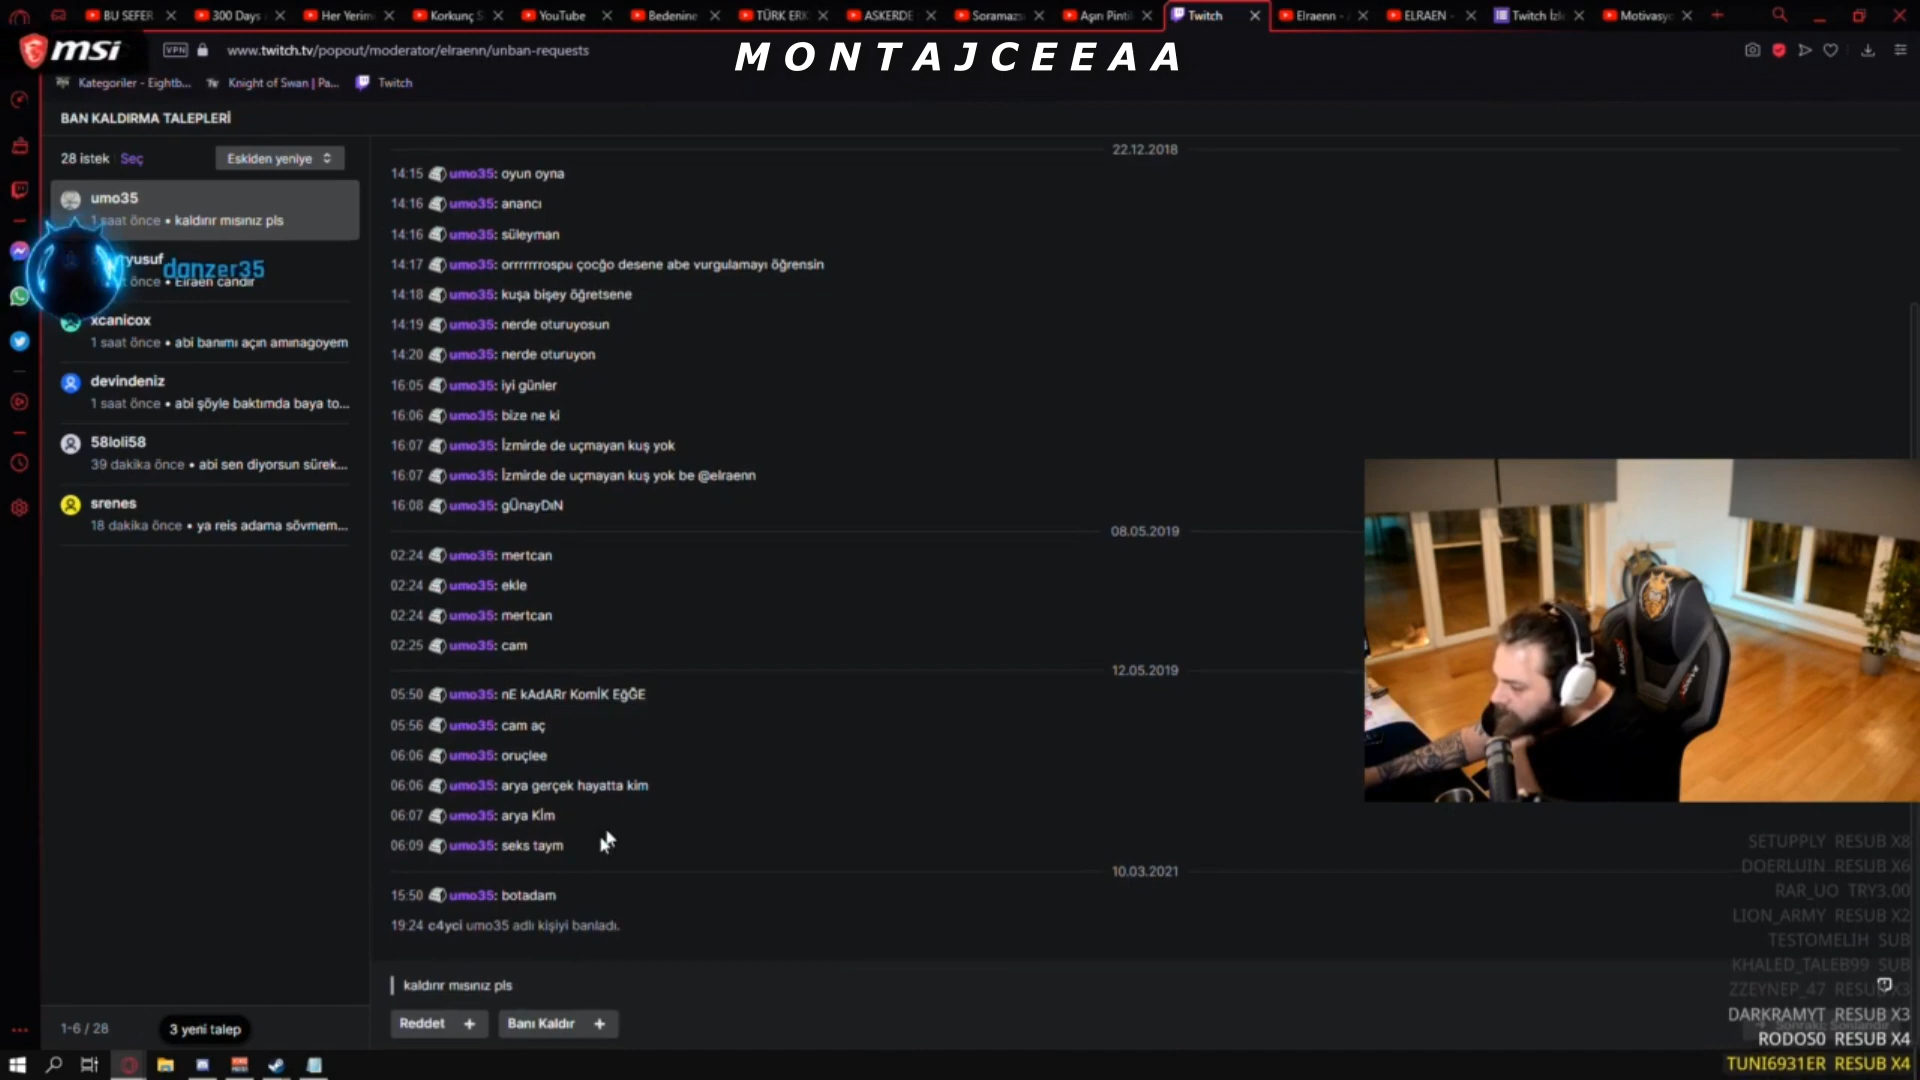 BU SEFER
300 Days
Her Yerim
Korkunç S
YouTube
Bedenine
TÜRK ERK
ASKERDE
Soramazs
Aşırı Pintil
Twitch
Elraenn -
ELRAEN -
Twitch İzl
Motivasyo
msi
VPN
www.twitch.tv/popout/moderator/elraenn/unban-requests
MONTAJCEEAA
Kategoriler - Eightb...
Knight of Swan | Pa...
Twitch
BAN KALDIRMA TALEPLERİ
28 istek Seç
Eskiden yeniye
umo35
1 saat önce • kaldırır mısınız pls
yusuf
danzer35
önce • Elraen candır
xcanicox
1 saat önce • abi banımı açın amınagoyem
devindeniz
1 saat önce • abi şöyle baktımda baya to...
58loli58
39 dakika önce • abi sen diyorsun sürek...
srenes
18 dakika önce • ya reis adama sövmem...
1-6 / 28
3 yeni talep
22.12.2018
14:15 umo35: oyun oyna
14:16 umo35: anancı
14:16 umo35: süleyman
14:17 umo35: orrrrrrrospu çocğo desene abe vurgulamayı öğrensin
14:18 umo35: kuşa bişey öğretsene
14:19 umo35: nerde oturuyosun
14:20 umo35: nerde oturuyon
16:05 umo35: iyi günler
16:06 umo35: bize ne ki
16:07 umo35: İzmirde de uçmayan kuş yok
16:07 umo35: İzmirde de uçmayan kuş yok be @elraenn
16:08 umo35: gÜnayDıN
08.05.2019
02:24 umo35: mertcan
02:24 umo35: ekle
02:24 umo35: mertcan
02:25 umo35: cam
12.05.2019
05:50 umo35: nE kAdARr KomİK EğĞE
05:56 umo35: cam aç
06:06 umo35: oruçlee
06:06 umo35: arya gerçek hayatta kim
06:07 umo35: arya Kİm
06:09 umo35: seks taym
10.03.2021
15:50 umo35: botadam
19:24 c4yci umo35 adlı kişiyi banladı.
kaldırır mısınız pls
Reddet +
Banı Kaldır +
SETUPPLY RESUB X8
DOERLUIN RESUB X6
RAR_UO TRY3.00
LION_ARMY RESUB X2
TESTOMELIH SUB
KHALED_TALEB99 SUB
ZZEYNEP_47 RESUB X3
DARKRAMYT RESUB X3
RODOS0 RESUB X4
TUNI6931ER RESUB X4